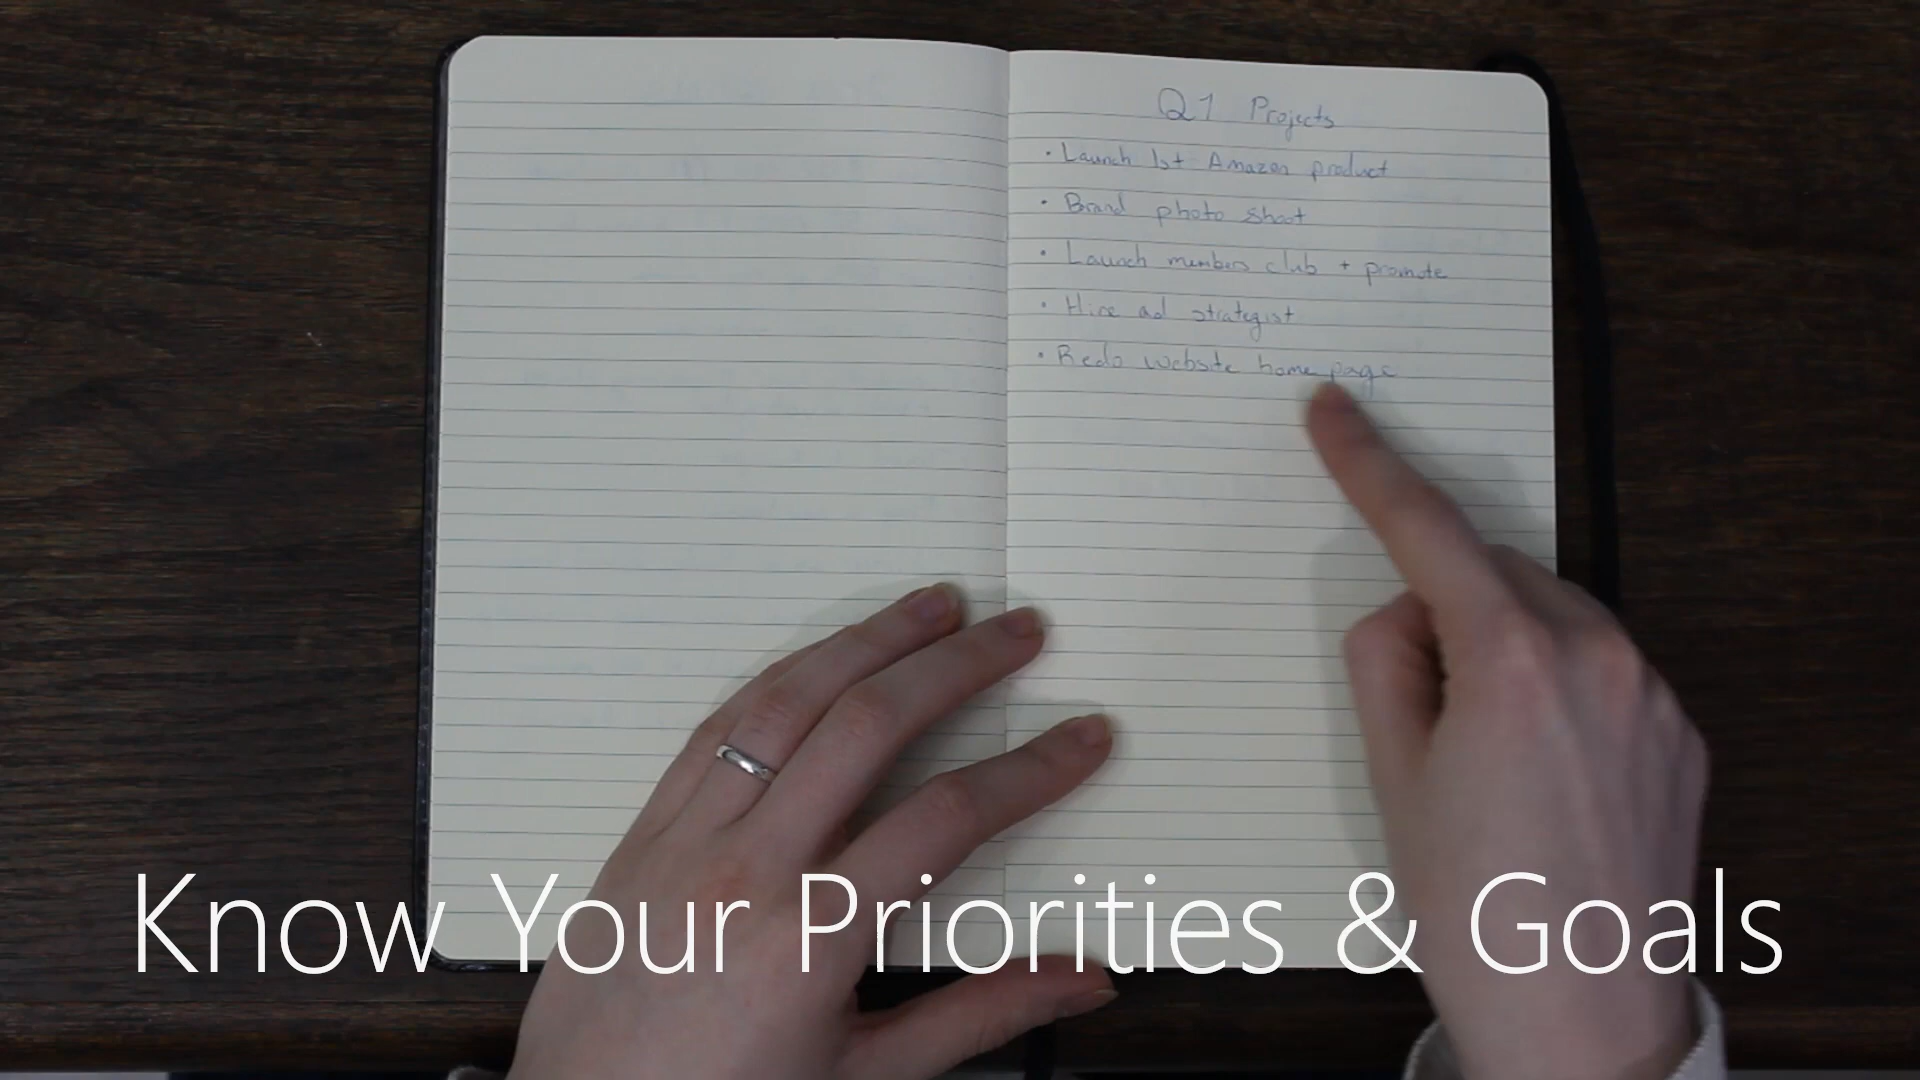 Q1 Projects
• Launch 1st Amazon product
• Brand photo shoot
• Launch members club + promote
• Hire ad strategist
• Redo website home page
Know Your Priorities & Goals